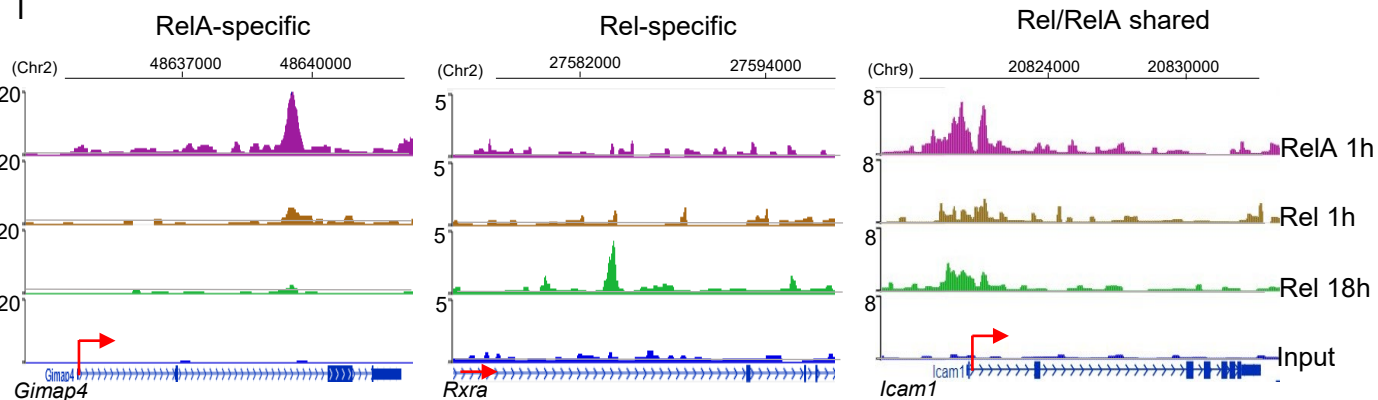 RelA-specific
Rel-specific
Rel/RelA shared
(Chr2) 48637000 48640000
(Chr2) 27582000 27594000
(Chr9) 20824000 20830000
20 5 8 RelA 1h
20 5 8 Rel 1h
20 5 8 Rel 18h
20 5 8 Input
Gimap4 Icam1
Gimap4 Rxra Icam1